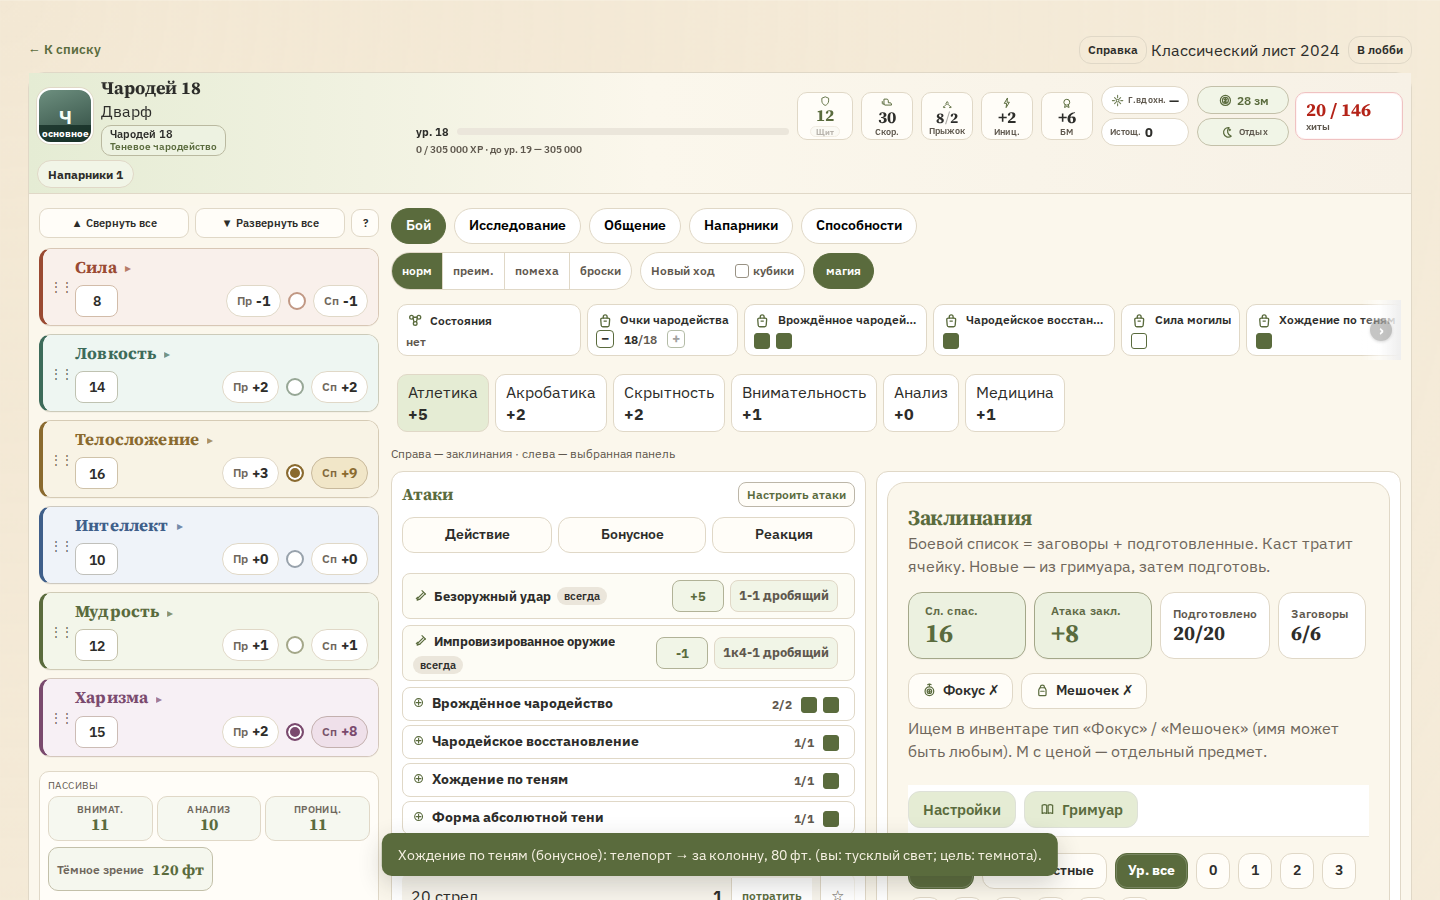 ← К списку
Справка
Классический лист 2024
В лобби
Ч
основное
Чародей 18
Дварф
Чародей 18
Теневое чародейство
Напарники 1
ур. 18
0 / 305 000 XP · до ур. 19 — 305 000
12
Щит
30
Скор.
8/2
Прыжок
+2
Иниц.
+6
БМ
Г.вдохн. —
Истощ. 0
28 зм
Отдых
20 / 146
хиты
▲ Свернуть все
▼ Развернуть все
?
Сила ▸
8
Пр -1
Сп -1
Ловкость ▸
14
Пр +2
Сп +2
Телосложение ▸
16
Пр +3
Сп +9
Интеллект ▸
10
Пр +0
Сп +0
Мудрость ▸
12
Пр +1
Сп +1
Харизма ▸
15
Пр +2
Сп +8
ПАССИВЫ
ВНИМАТ.
11
АНАЛИЗ
10
ПРОНИЦ.
11
Тёмное зрение 120 фт
Бой
Исследование
Общение
Напарники
Способности
норм
преим.
помеха
броски
Новый ход
кубики
магия
Состояния
нет
Очки чародейства
− 18/18 +
Врождённое чародей...
Чародейское восстан...
Сила могилы
Хождение по теням
›
Атлетика
+5
Акробатика
+2
Скрытность
+2
Внимательность
+1
Анализ
+0
Медицина
+1
Справа — заклинания · слева — выбранная панель
Атаки
Настроить атаки
Действие
Бонусное
Реакция
Безоружный удар
всегда
+5
1-1 дробящий
Импровизированное оружие
всегда
-1
1к4-1 дробящий
Врождённое чародейство
2/2
Чародейское восстановление
1/1
Хождение по теням
1/1
Форма абсолютной тени
1/1
20 стрел
1
потратить
☆
Заклинания
Боевой список = заговоры + подготовленные. Каст тратит
ячейку. Новые — из гримуара, затем подготовь.
Сл. спас.
16
Атака закл.
+8
Подготовлено
20/20
Заговоры
6/6
Фокус ✗
Мешочек ✗
Ищем в инвентаре тип «Фокус» / «Мешочек» (имя может
быть любым). М с ценой — отдельный предмет.
Настройки
Гримуар
стные
Ур. все
0
1
2
3
Хождение по теням (бонусное): телепорт → за колонну, 80 фт. (вы: тусклый свет; цель: темнота).